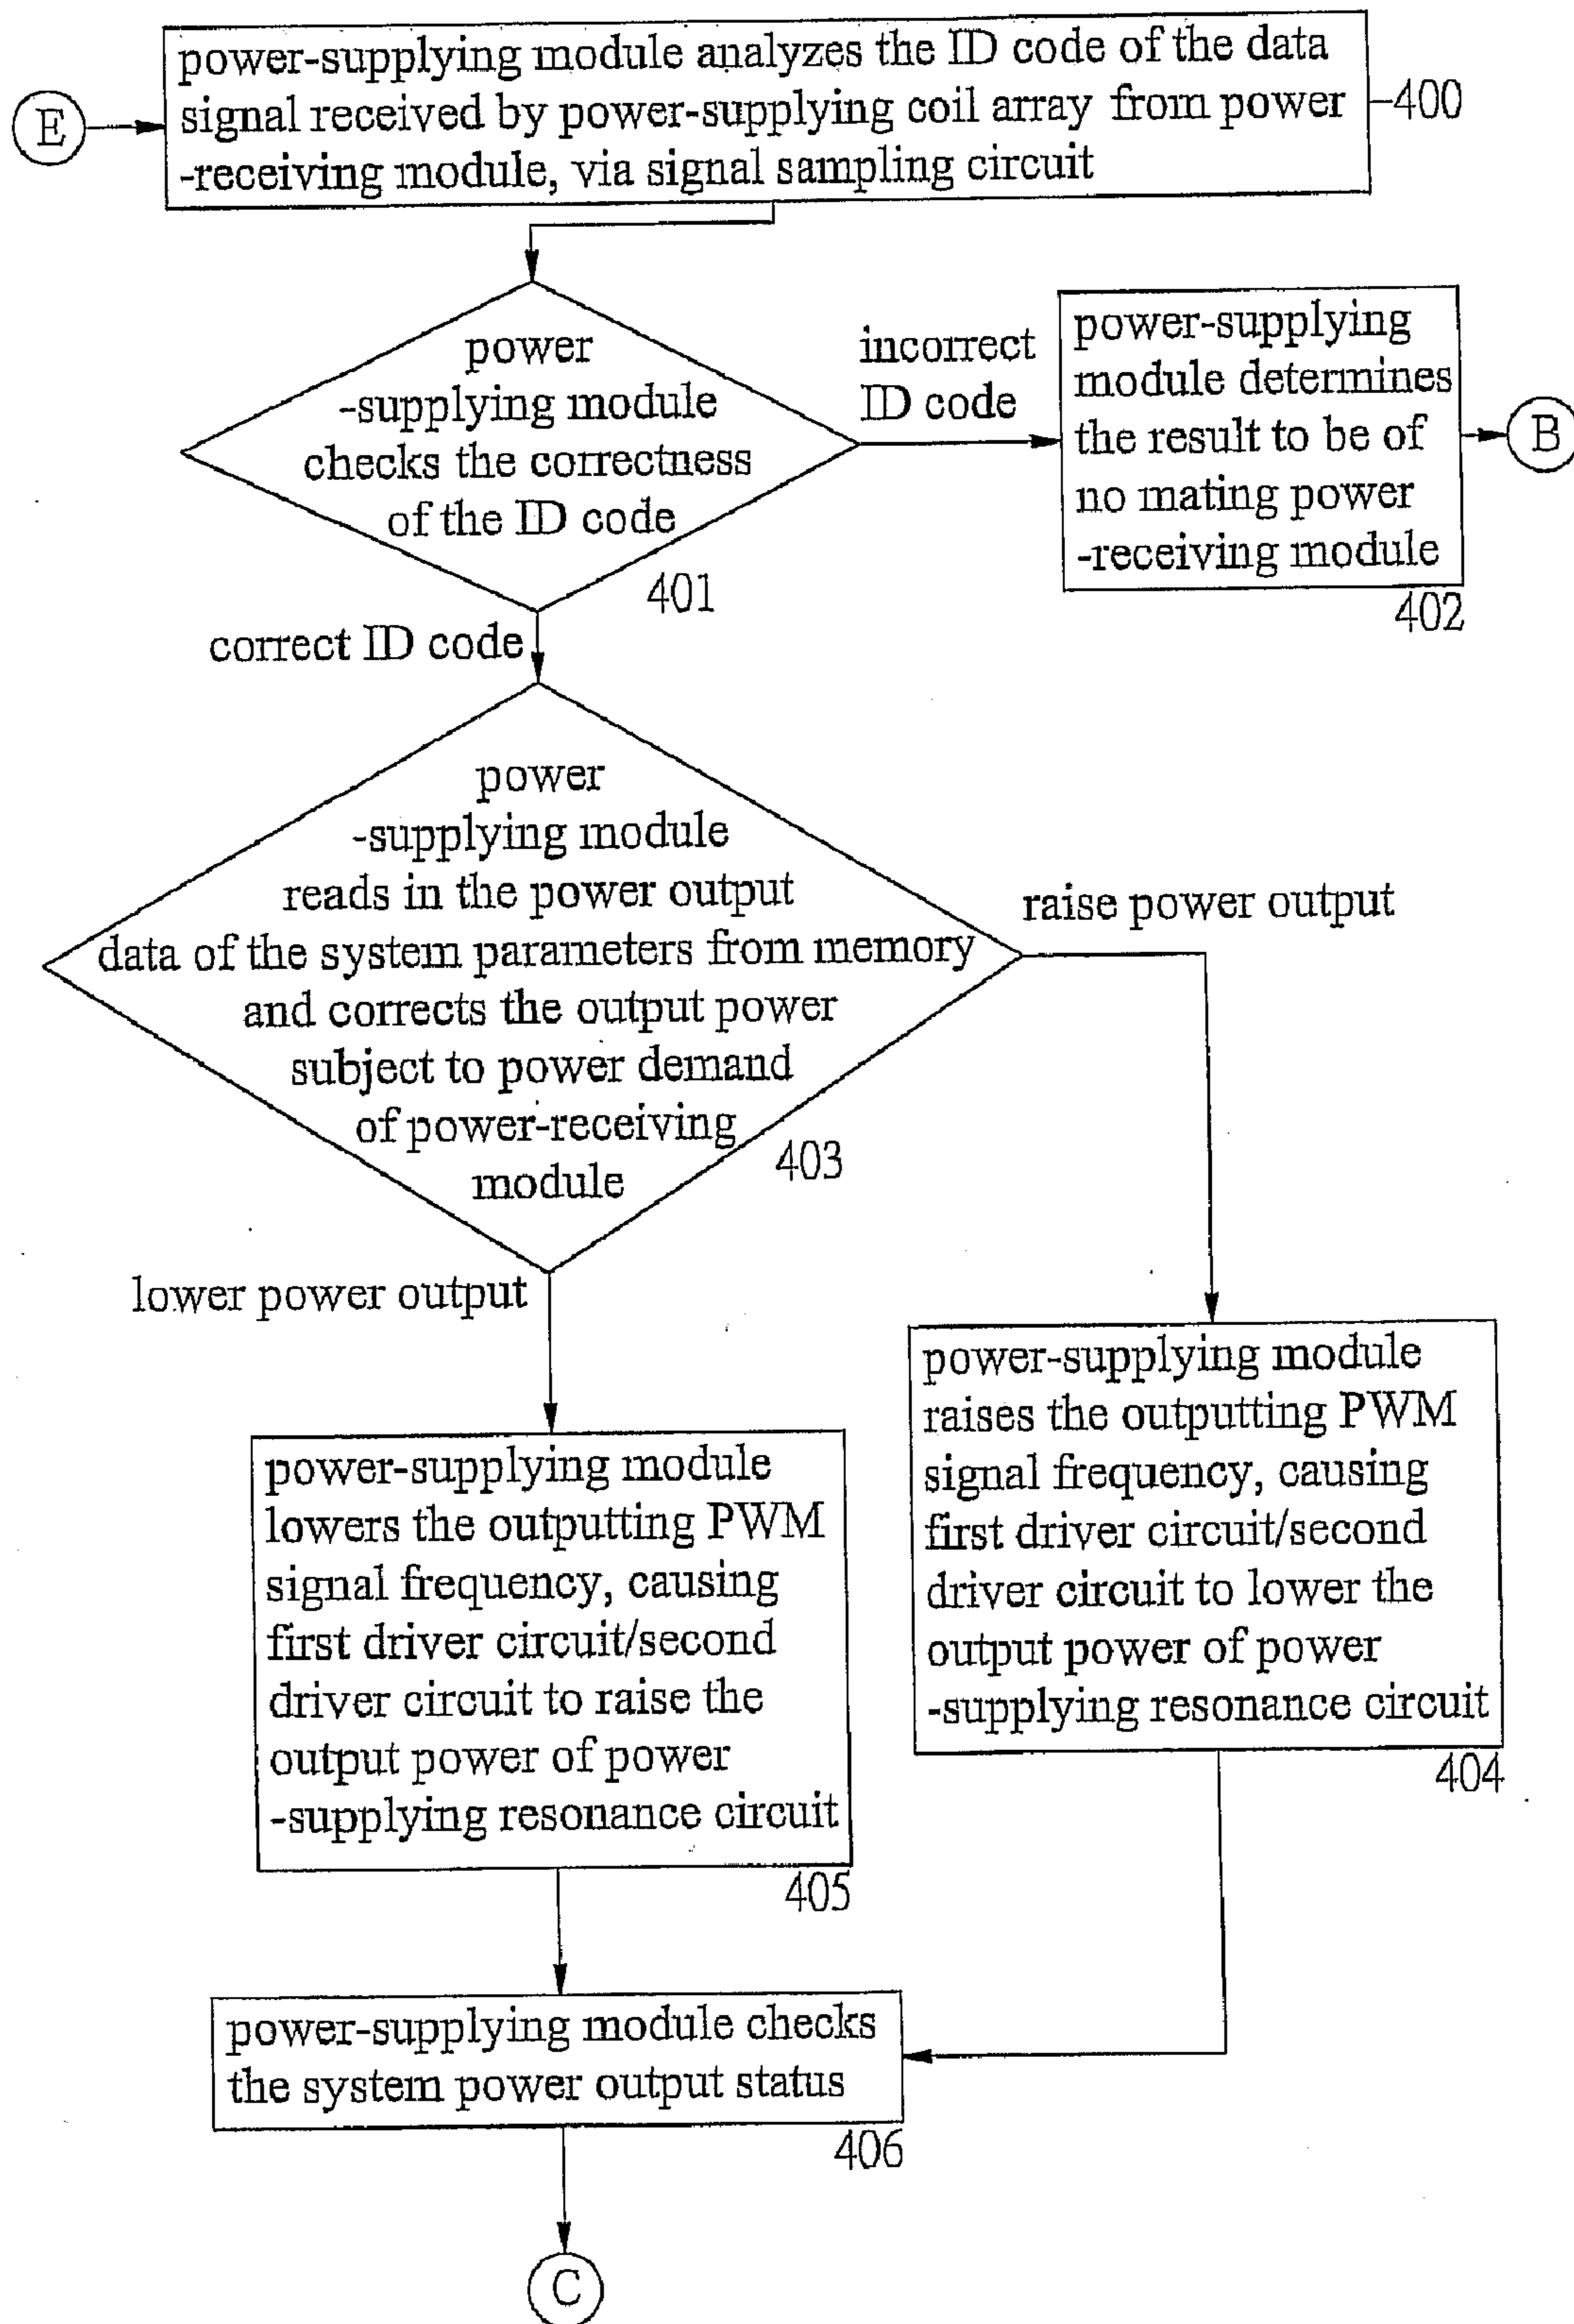 power-supplying module analyzes the ID code of the data
signal received by power-supplying coil array from power
-receiving module, via signal sampling circuit
400
E
power
-supplying module
checks the correctness
of the ID code
401
incorrect
ID code
power-supplying
module determines
the result to be of
no mating power
-receiving module
402
B
correct ID code
power
-supplying module
reads in the power output
data of the system parameters from memory
and corrects the output power
subject to power demand
of power-receiving
module
403
raise power output
lower power output
power-supplying module
raises the outputting PWM
signal frequency, causing
first driver circuit/second
driver circuit to lower the
output power of power
-supplying resonance circuit
404
power-supplying module
lowers the outputting PWM
signal frequency, causing
first driver circuit/second
driver circuit to raise the
output power of power
-supplying resonance circuit
405
power-supplying module checks
the system power output status
406
C